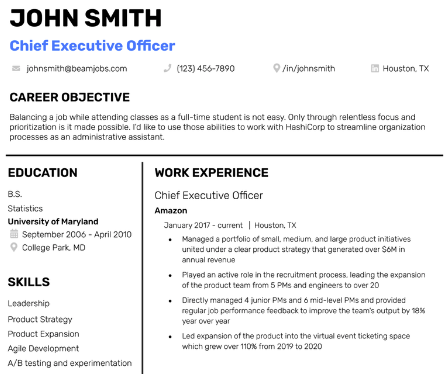 JOHN SMITH
Chief Executive Officer
johnsmith@beamjobs.com (123) 456-7890 /in/johnsmith Houston, TX
CAREER OBJECTIVE
Balancing a job while attending classes as a full-time student is not easy. Only through relentless focus and
prioritization is it made possible. I'd like to use those abilities to work with HashiCorp to streamline organization
processes as an administrative assistant.
EDUCATION
B.S.
Statistics
University of Maryland
September 2006 - April 2010
College Park, MD
SKILLS
Leadership
Product Strategy
Product Expansion
Agile Development
A/B testing and experimentation
WORK EXPERIENCE
Chief Executive Officer
Amazon
January 2017 - current | Houston, TX
• Managed a portfolio of small, medium, and large product initiatives
united under a clear product strategy that generated over $6M in
annual revenue
• Played an active role in the recruitment process, leading the expansion
of the product team from 5 PMs and engineers to over 20
• Directly managed 4 junior PMs and 6 mid-level PMs and provided
regular job performance feedback to improve the team's output by 18%
year over year
• Led expansion of the product into the virtual event ticketing space
which grew over 110% from 2019 to 2020